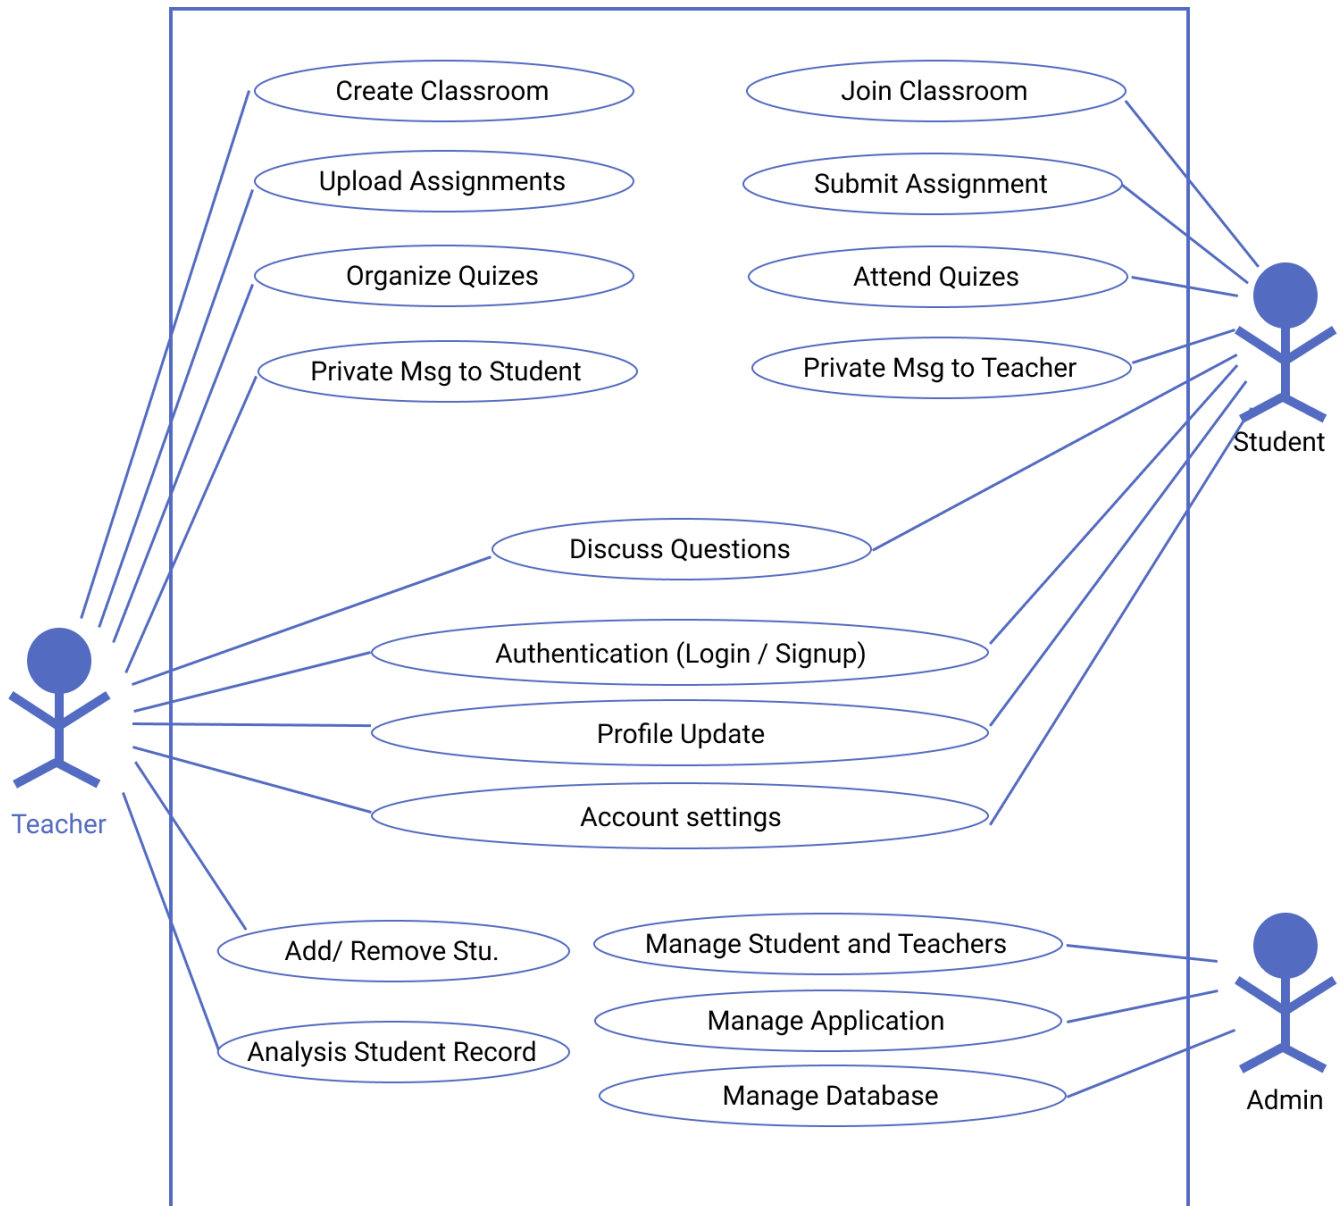 Create Classroom
Join Classroom
Upload Assignments
Submit Assignment
Organize Quizes
Attend Quizes
Private Msg to Student
Private Msg to Teacher
Student
Discuss Questions
Authentication (Login / Signup)
Profile Update
Account settings
Teacher
Add/ Remove Stu.
Manage Student and Teachers
Manage Application
Analysis Student Record
Manage Database
Admin